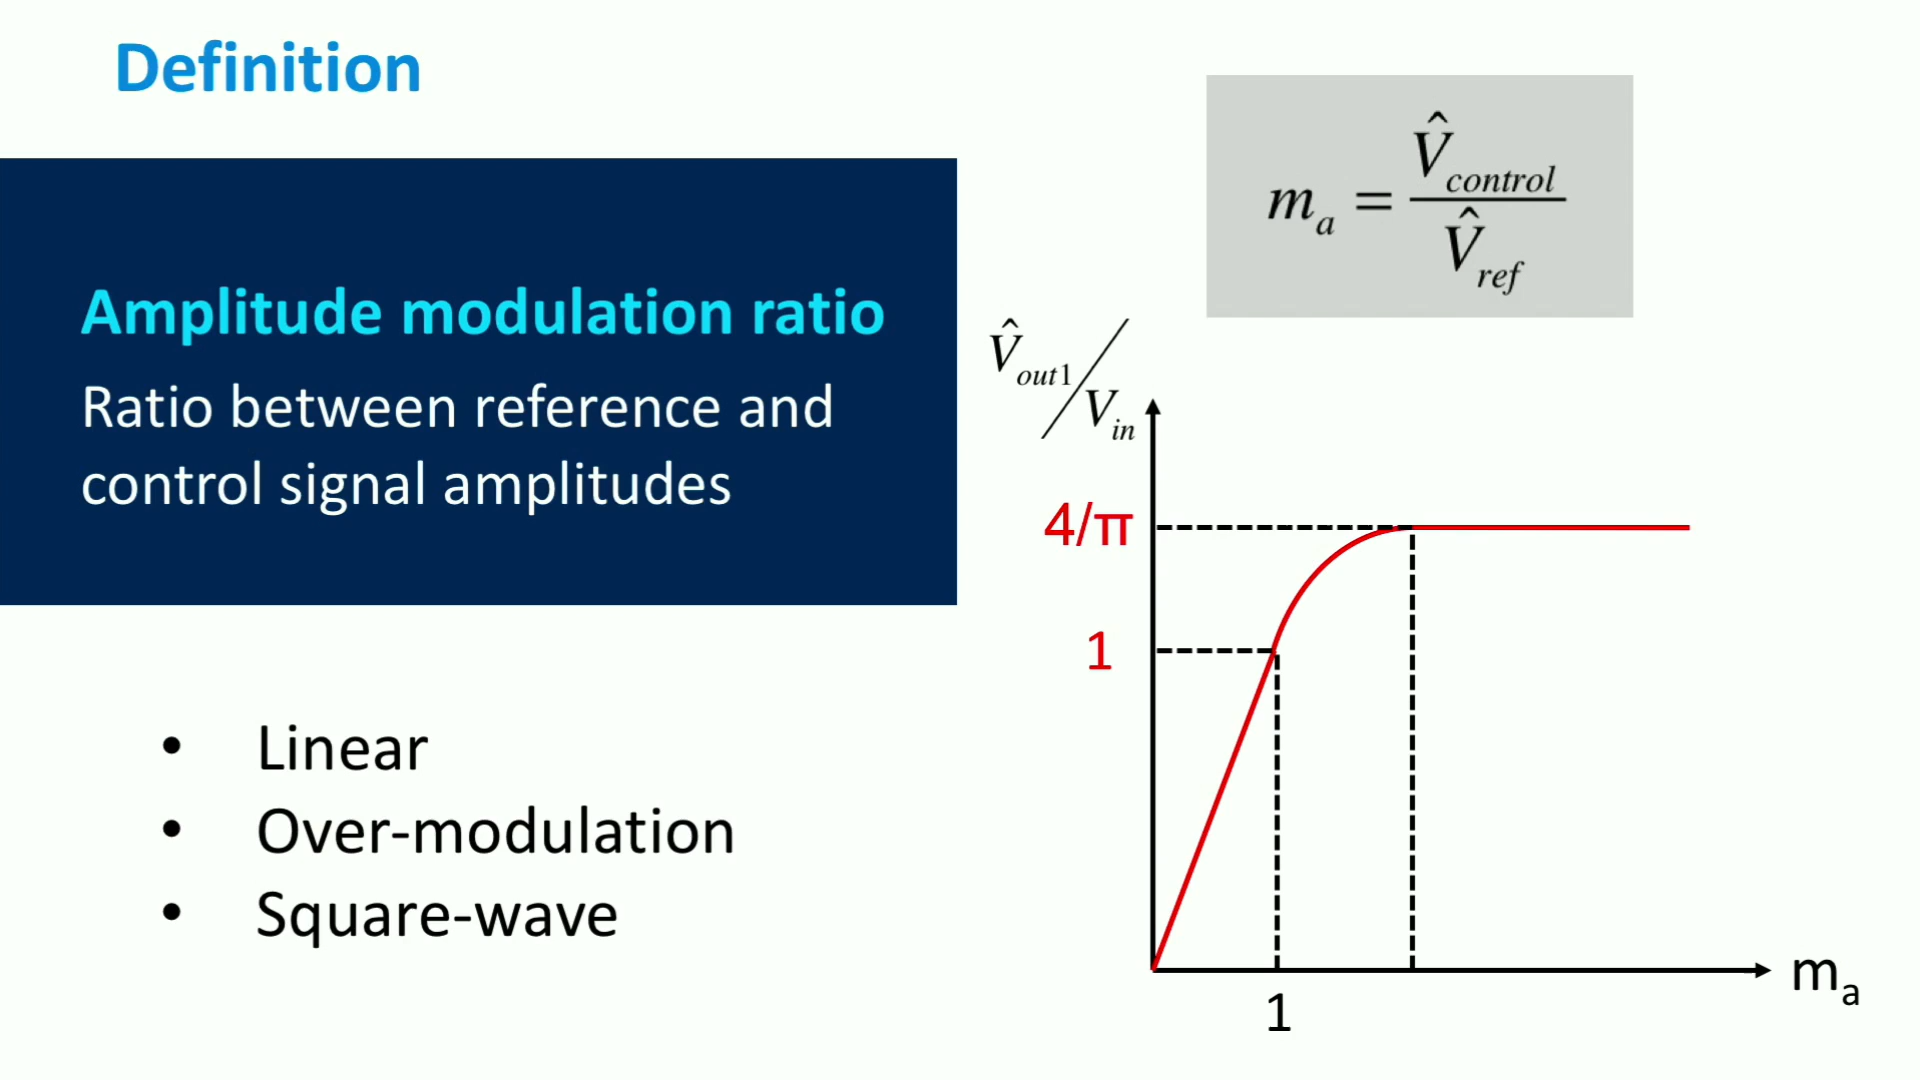 Definition
Amplitude modulation ratio
Ratio between reference and
control signal amplitudes
• Linear
• Over-modulation
• Square-wave
m_a = V̂_control / V̂_ref
V̂_out1 / V_in
4/π
1
1
m_a